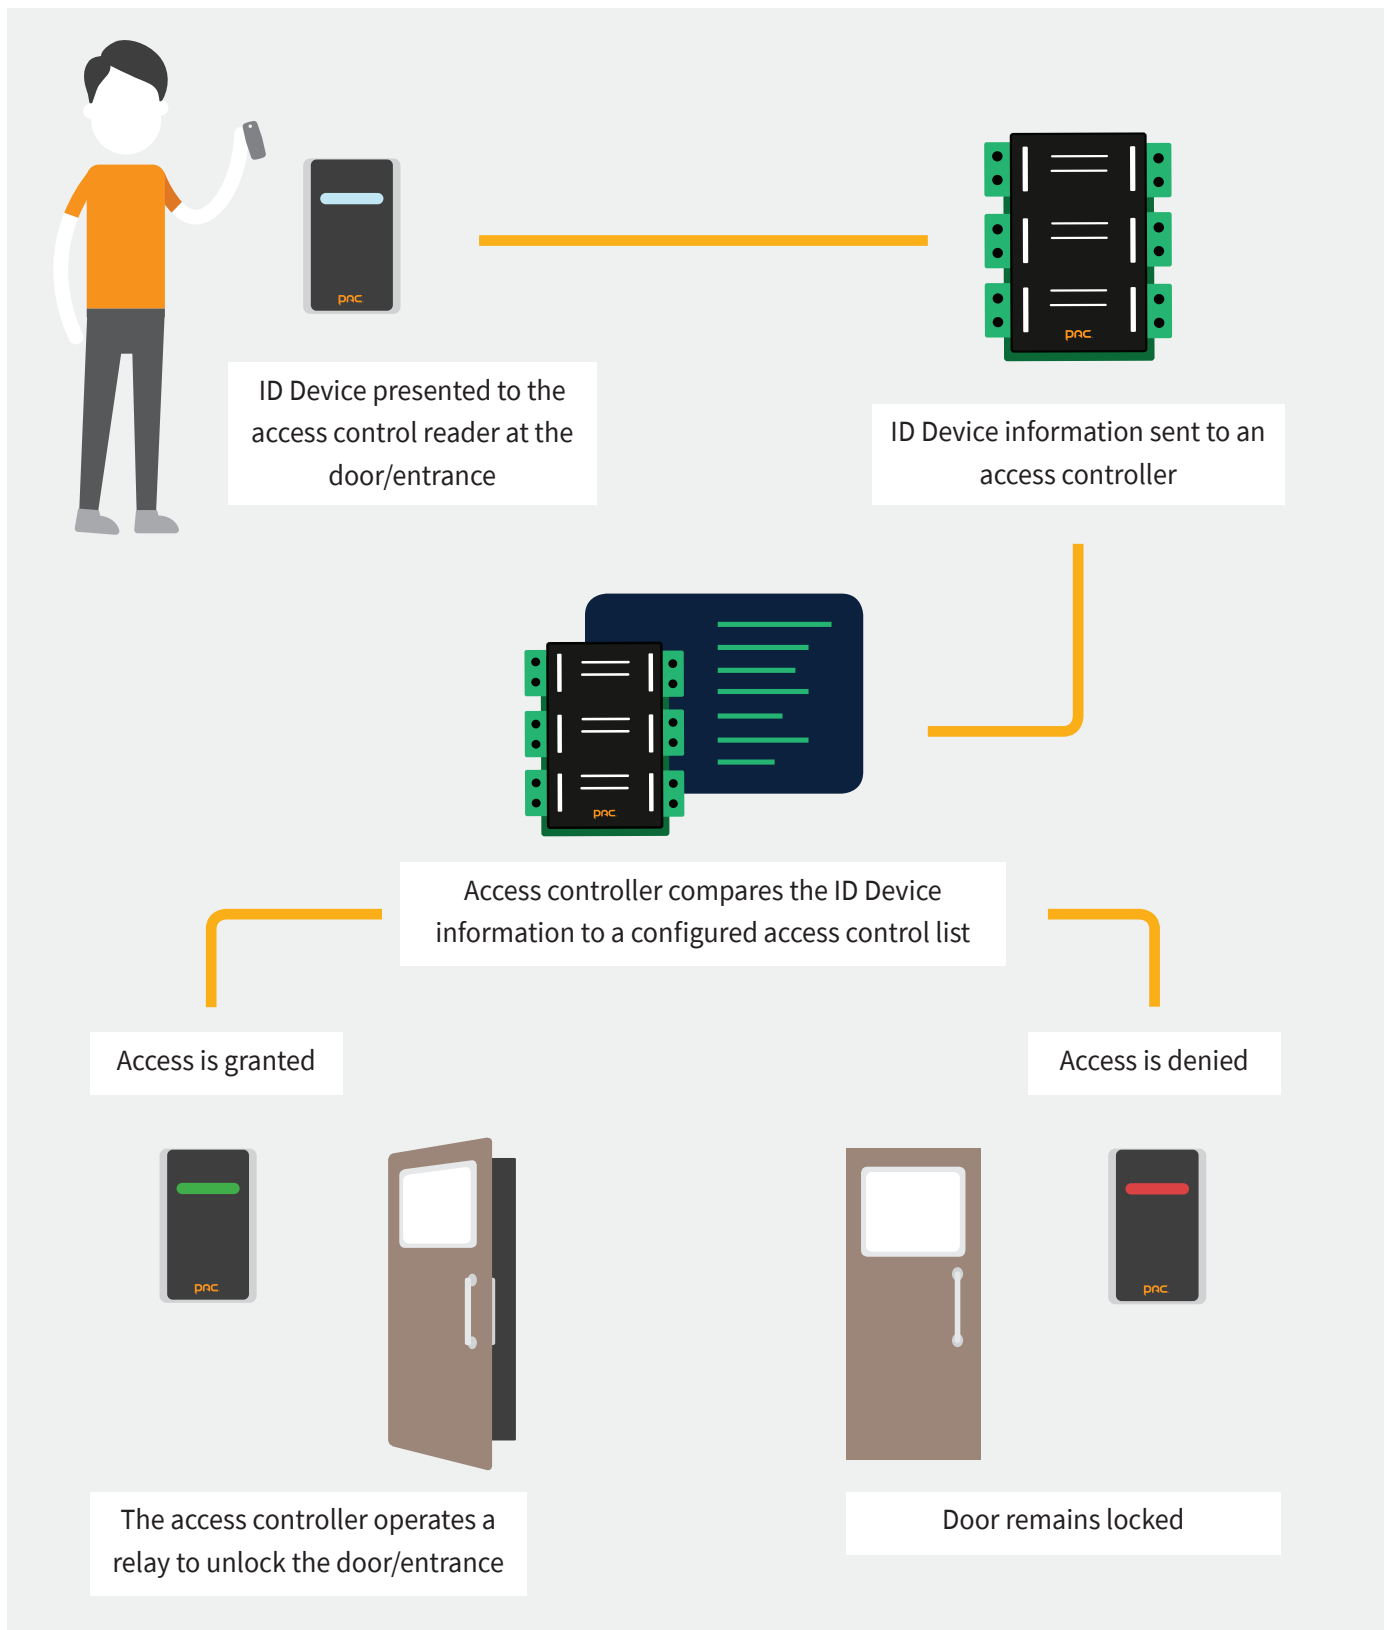 pac
pac
ID Device presented to the
access control reader at the
door/entrance
ID Device information sent to an
access controller
pac
Access controller compares the ID Device
information to a configured access control list
Access is granted
Access is denied
pac
pac
The access controller operates a
relay to unlock the door/entrance
Door remains locked